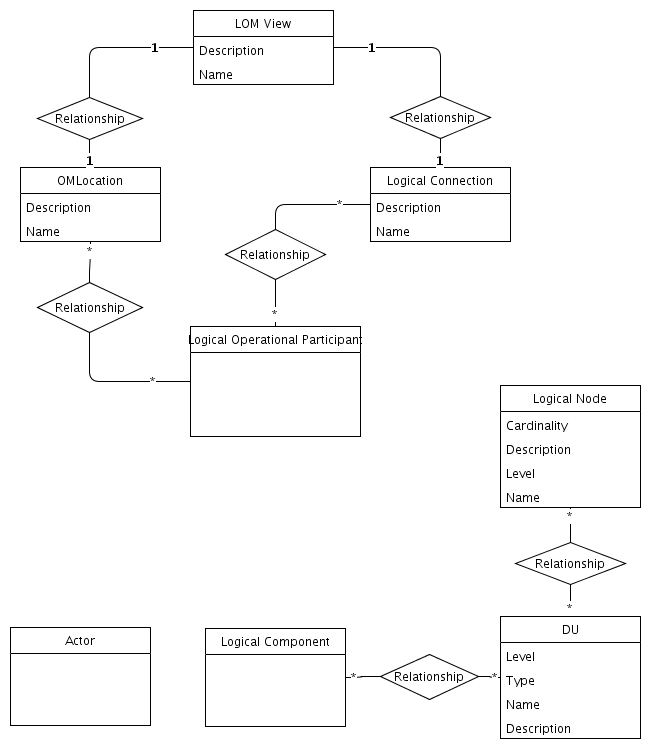 LOM View
Description
Name
1
1
Relationship
Relationship
1
1
OMLocation
Description
Name
Logical Connection
Description
Name
*
*
Relationship
Relationship
*
*
Logical Operational Participant
Logical Node
Cardinality
Description
Level
Name
*
Relationship
*
Actor
Logical Component
*
Relationship
*
DU
Level
Type
Name
Description